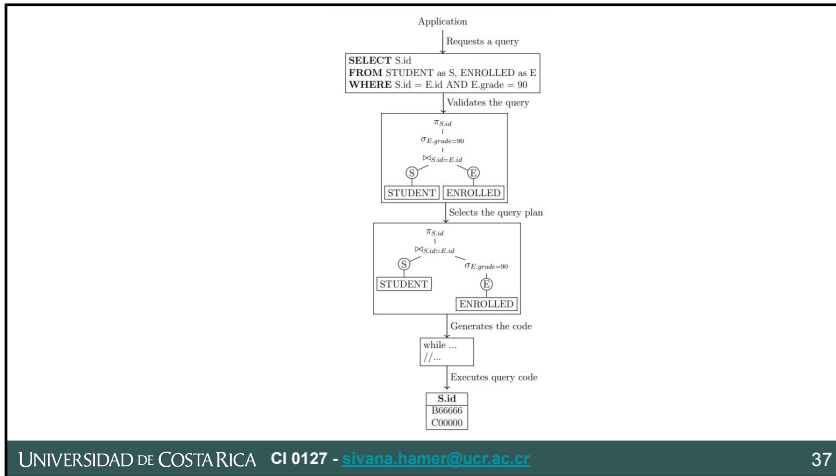 Application
Requests a query
SELECT S.id
FROM STUDENT as S, ENROLLED as E
WHERE S.id = E.id AND E.grade = 90
Validates the query
π S.id
σ E.grade=90
⋈ S.id=E.id
S E
STUDENT ENROLLED
Selects the query plan
π S.id
⋈ S.id=E.id
S σ E.grade=90
STUDENT E
ENROLLED
Generates the code
while ...
//...
Executes query code
S.id
B66666
C00000
UNIVERSIDAD DE COSTA RICA CI 0127 - sivana.hamer@ucr.ac.cr 37